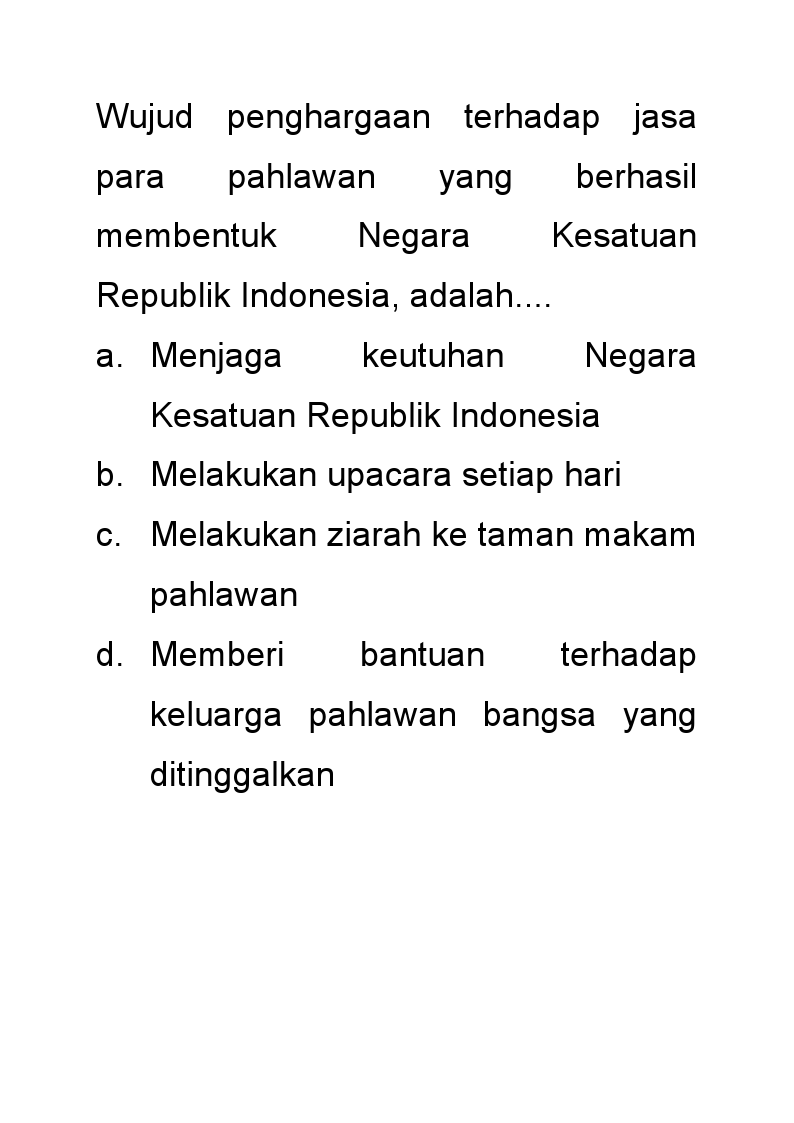 Wujud penghargaan terhadap jasa
para pahlawan yang berhasil
membentuk Negara Kesatuan
Republik Indonesia, adalah....
a. Menjaga keutuhan Negara
Kesatuan Republik Indonesia
b. Melakukan upacara setiap hari
c. Melakukan ziarah ke taman makam
pahlawan
d. Memberi bantuan terhadap
keluarga pahlawan bangsa yang
ditinggalkan